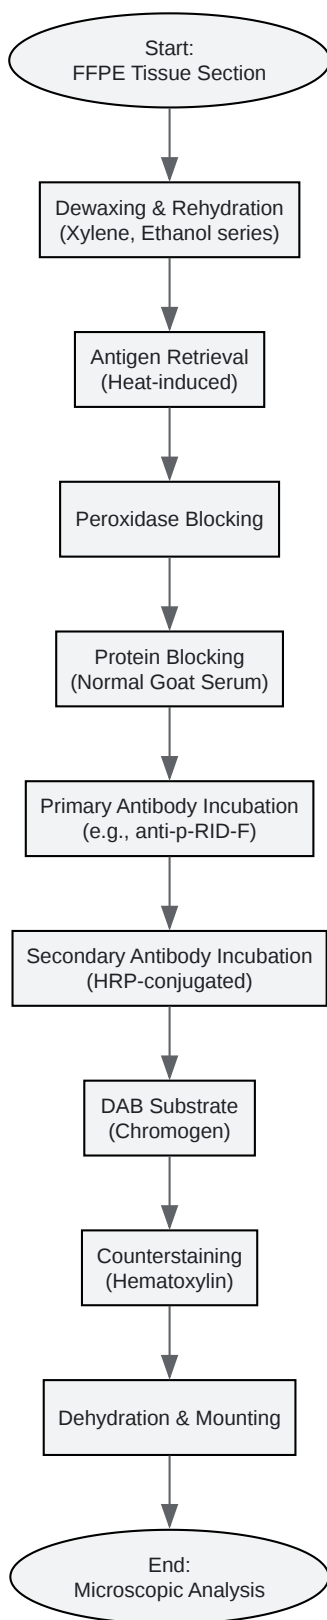 Start:
FFPE Tissue Section
Dewaxing & Rehydration
(Xylene, Ethanol series)
Antigen Retrieval
(Heat-induced)
Peroxidase Blocking
Protein Blocking
(Normal Goat Serum)
Primary Antibody Incubation
(e.g., anti-p-RID-F)
Secondary Antibody Incubation
(HRP-conjugated)
DAB Substrate
(Chromogen)
Counterstaining
(Hematoxylin)
Dehydration & Mounting
End:
Microscopic Analysis